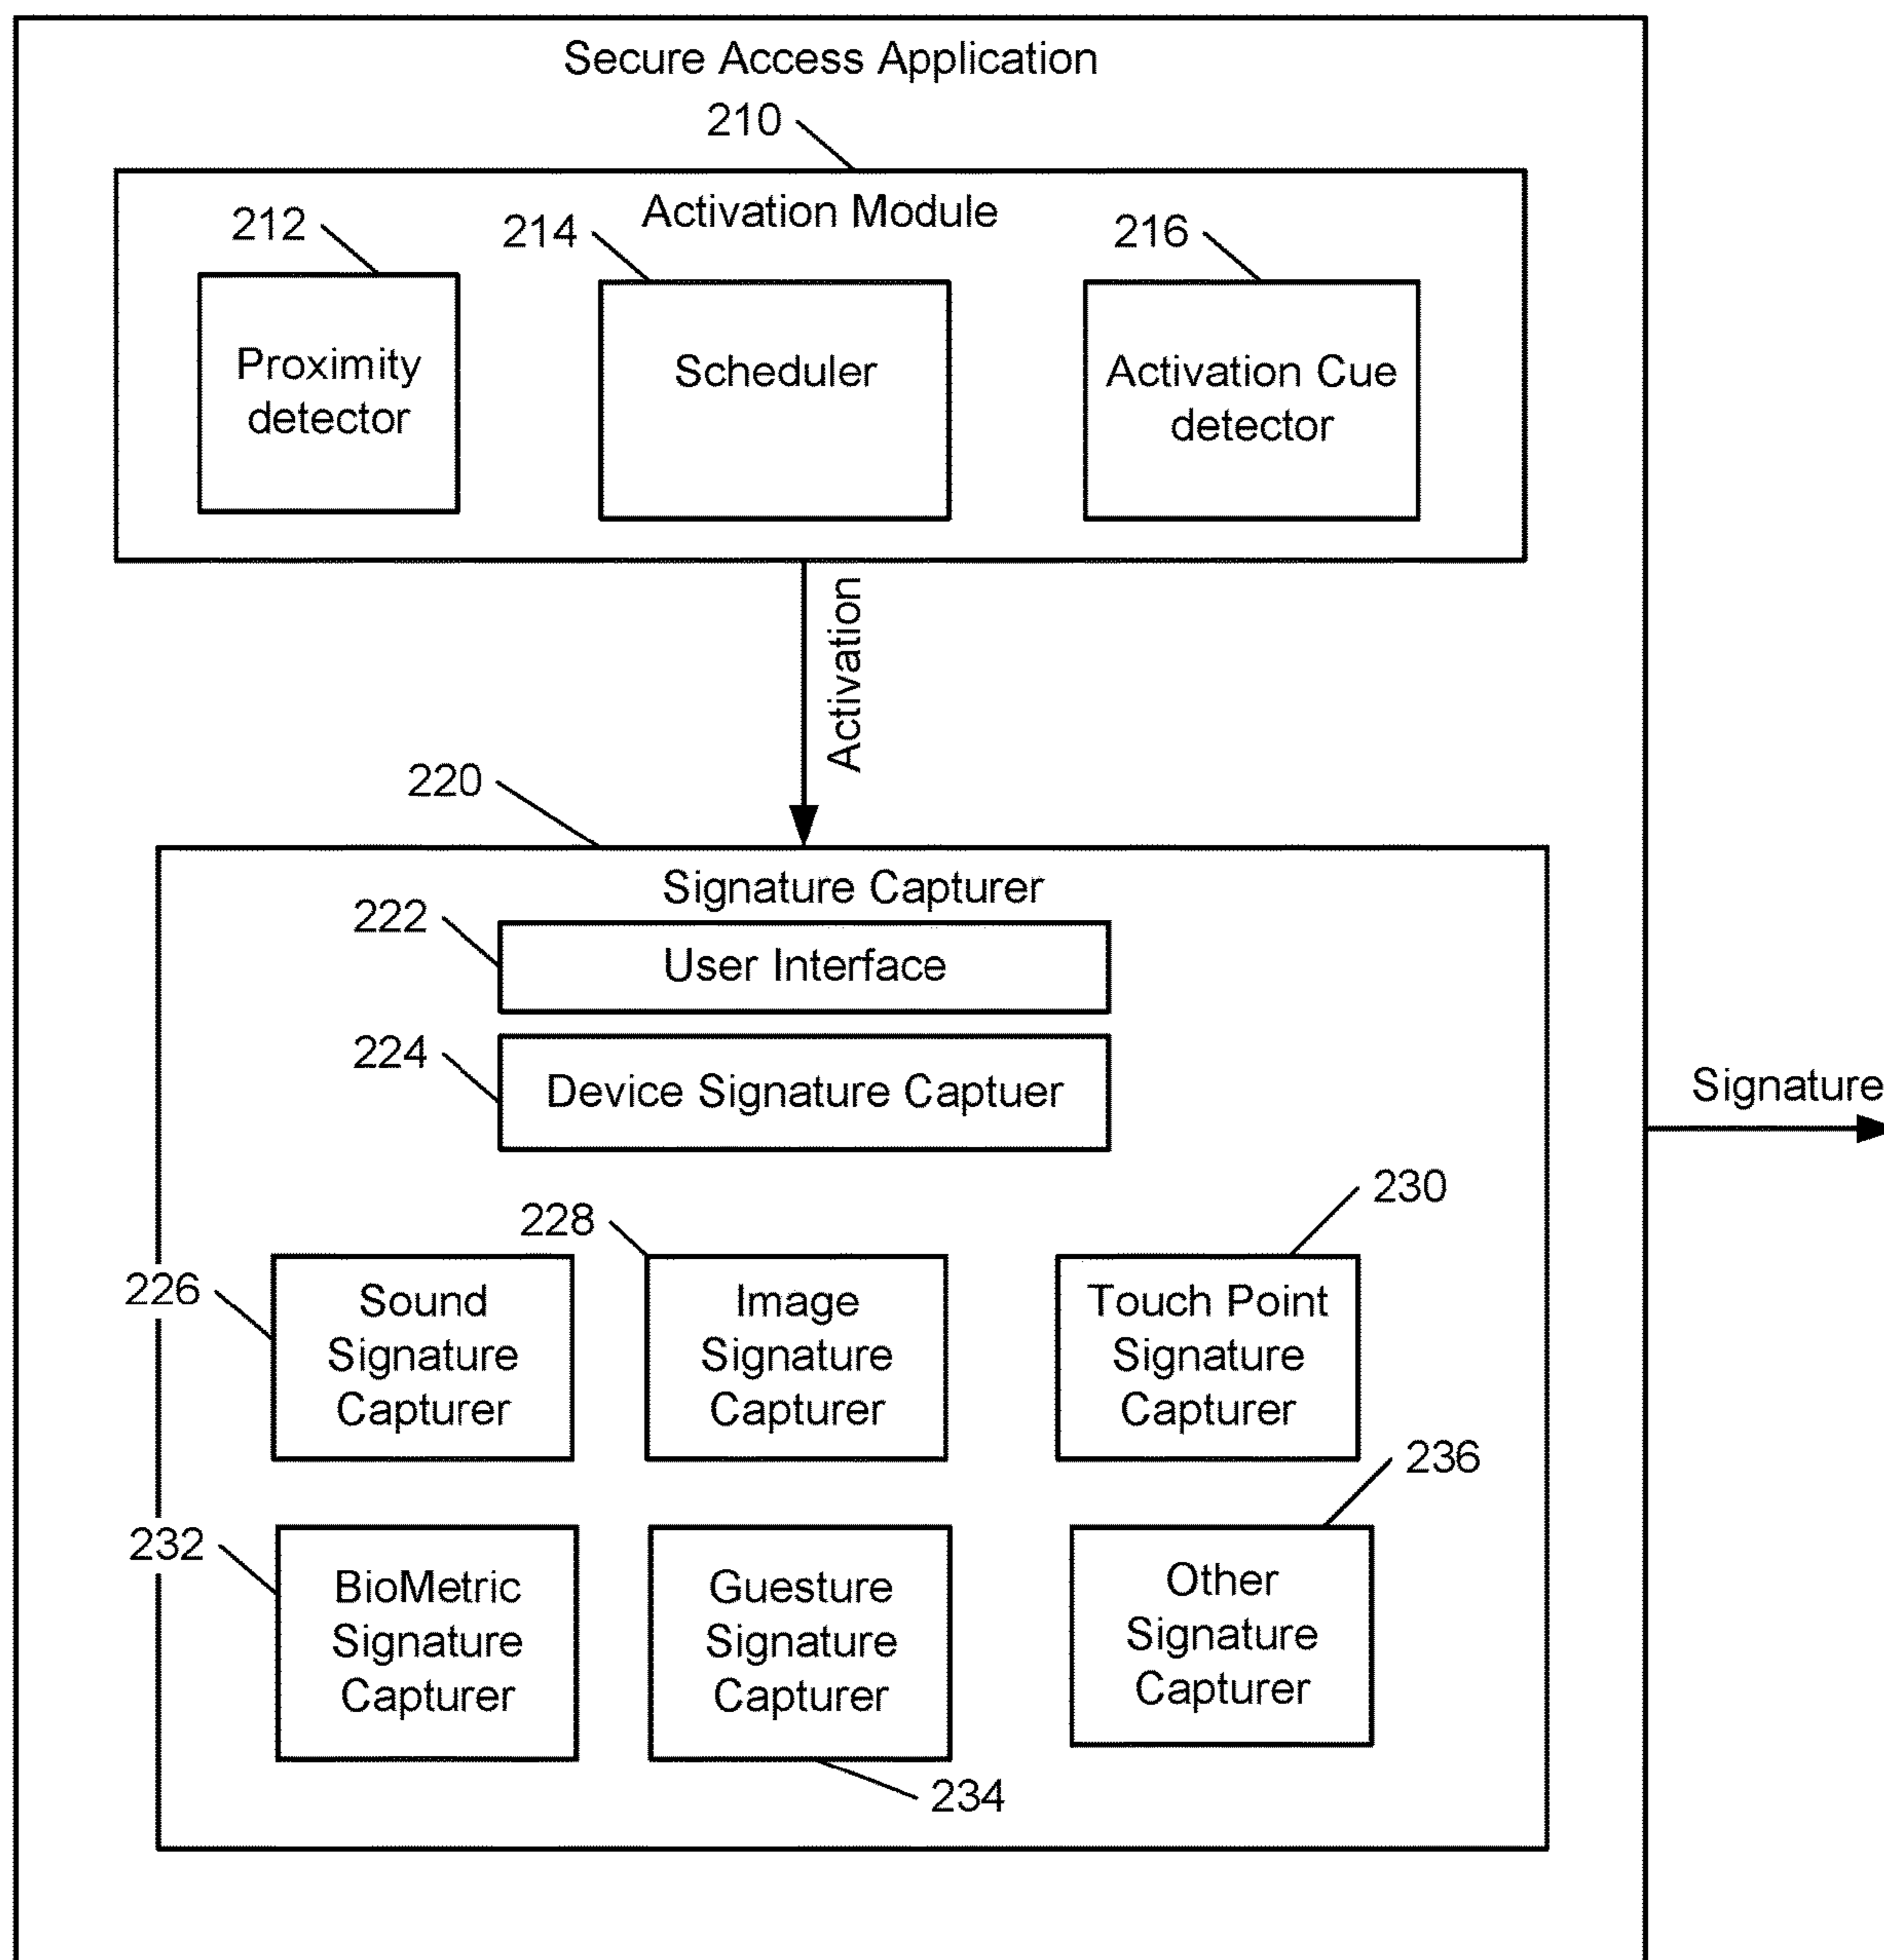 Secure Access Application
210
Activation Module
212
214
216
Proximity
detector
Scheduler
Activation Cue
detector
Activation
220
Signature Capturer
222
User Interface
224
Device Signature Captuer
Signature
230
228
226
Sound
Signature
Capturer
Image
Signature
Capturer
Touch Point
Signature
Capturer
236
232
BioMetric
Signature
Capturer
Guesture
Signature
Capturer
Other
Signature
Capturer
234